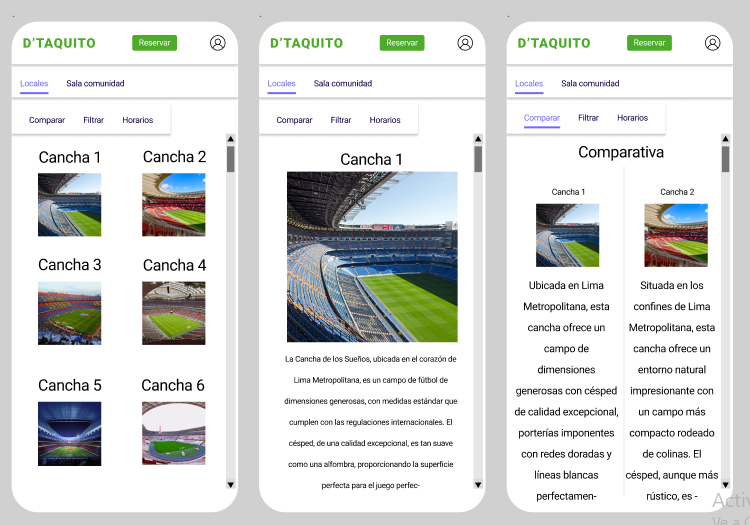 D'TAQUITO
Reservar
Locales
Sala comunidad
Comparar
Filtrar
Horarios
Cancha 1
Cancha 2
Cancha 3
Cancha 4
Cancha 5
Cancha 6
D'TAQUITO
Reservar
Locales
Sala comunidad
Comparar
Filtrar
Horarios
Cancha 1
La Cancha de los Sueños, ubicada en el corazón de
Lima Metropolitana, es un campo de fútbol de
dimensiones generosas, con medidas estándar que
cumplen con las regulaciones internacionales. El
césped, de una calidad excepcional, es tan suave
como una alfombra, proporcionando la superficie
perfecta para el juego perfec-
D'TAQUITO
Reservar
Locales
Sala comunidad
Comparar
Filtrar
Horarios
Comparativa
Cancha 1
Ubicada en Lima
Metropolitana, esta
cancha ofrece un
campo de
dimensiones
generosas con césped
de calidad excepcional,
porterías imponentes
con redes doradas y
líneas blancas
perfectamen-
Cancha 2
Situada en los
confines de Lima
Metropolitana, esta
cancha ofrece un
entorno natural
impresionante con
un campo más
compacto rodeado
de colinas. El
césped, aunque más
rústico, es -
Activ
Ve a C